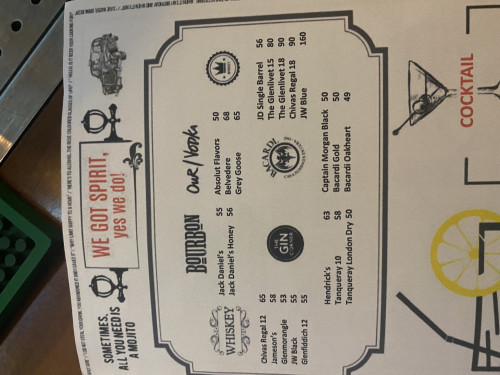 WE GOT SPIRIT,
yes we do!
SOMETIMES,
ALL YOU NEED IS
A MOJITO
WHISKEY
Chivas Regal 12 65
Jameson's 58
Glenmorangie 53
JW Black 55
Glenfiddich 12 55
BOURBON
Jack Daniel's 55
Jack Daniel's Honey 56
OUR/VODKA
Absolut Flavors 50
Belvedere 68
Grey Goose 65
JD Single Barrel 56
The Glenlivet 15 80
The Glenlivet 18 90
Chivas Regal 18 90
JW Blue 160
THE
GIN
Hendrick's 63
Tanqueray 10 58
Tanqueray London Dry 50
BACARDI
Captain Morgan Black 50
Bacardi Gold 50
Bacardi Oakheart 49
COCKTAIL